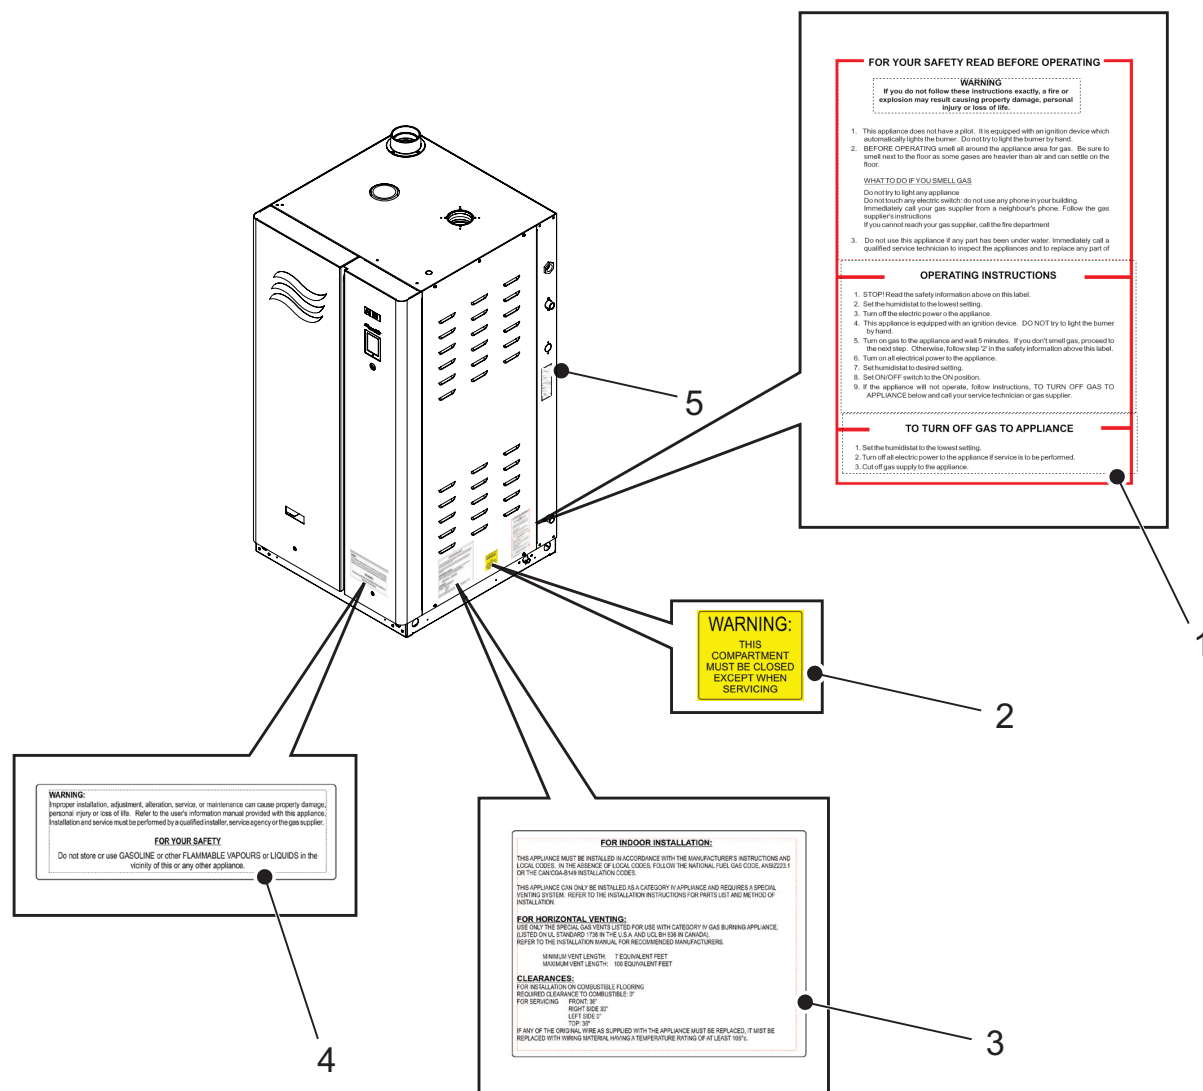 FOR YOUR SAFETY READ BEFORE OPERATING
WARNING
If you do not follow these instructions exactly, a fire or
explosion may result causing property damage, personal
injury or loss of life.
1. This appliance does not have a pilot. It is equipped with an ignition device which
automatically lights the burner. Do not try to light the burner by hand.
2. BEFORE OPERATING smell all around the appliance area for gas. Be sure to
smell next to the floor as some gases are heavier than air and can settle on the
floor.
WHAT TO DO IF YOU SMELL GAS
Do not try to light any appliance
Do not touch any electric switch: do not use any phone in your building.
Immediately call your gas supplier from a neighbour's phone. Follow the gas
supplier's instructions
If you cannot reach your gas supplier, call the fire department
3. Do not use this appliance if any part has been under water. Immediately call a
qualified service technician to inspect the appliances and to replace any part of
OPERATING INSTRUCTIONS
1. STOP! Read the safety information above on this label.
2. Set the humidistat to the lowest setting.
3. Turn off the electric power o the appliance.
4. This appliance is equipped with an ignition device. DO NOT try to light the burner
by hand.
5. Turn on gas to the appliance and wait 5 minutes. If you don't smell gas, proceed to
the next step. Otherwise, follow step '2' in the safety information above this label.
6. Turn on all electrical power to the appliance.
7. Set humidistat to desired setting.
8. Set ON/OFF switch to the ON position.
9. If the appliance will not operate, follow instructions, TO TURN OFF GAS TO
APPLIANCE below and call your service technician or gas supplier.
TO TURN OFF GAS TO APPLIANCE
1. Set the humidistat to the lowest setting.
2. Turn off all electric power to the appliance if service is to be performed.
3. Cut off gas supply to the appliance.
5
1
WARNING:
THIS
COMPARTMENT
MUST BE CLOSED
EXCEPT WHEN
SERVICING
2
WARNING:
Improper installation, adjustment, alteration, service, or maintenance can cause property damage,
personal injury or loss of life. Refer to the user's information manual provided with this appliance.
Installation and service must be performed by a qualified installer, service agency or the gas supplier.
FOR YOUR SAFETY
Do not store or use GASOLINE or other FLAMMABLE VAPOURS or LIQUIDS in the
vicinity of this or any other appliance.
4
FOR INDOOR INSTALLATION:
THIS APPLIANCE MUST BE INSTALLED IN ACCORDANCE WITH THE MANUFACTURER'S INSTRUCTIONS AND
LOCAL CODES. IN THE ABSENCE OF LOCAL CODES, FOLLOW THE NATIONAL FUEL GAS CODE, ANSIZ223.1
OR THE CAN/CGA-B149 INSTALLATION CODES.
THIS APPLIANCE CAN ONLY BE INSTALLED AS A CATEGORY IV APPLIANCE AND REQUIRES A SPECIAL
VENTING SYSTEM. REFER TO THE INSTALLATION INSTRUCTIONS FOR PARTS LIST AND METHOD OF
INSTALLATION.
FOR HORIZONTAL VENTING:
USE ONLY THE SPECIAL GAS VENTS LISTED FOR USE WITH CATEGORY IV GAS BURNING APPLIANCE,
(LISTED ON UL STANDARD 1738 IN THE U.S.A AND UCL BH 636 IN CANADA).
REFER TO THE INSTALLATION MANUAL FOR RECOMMENDED MANUFACTURERS.
MINIMUM VENT LENGTH: 7 EQUIVALENT FEET
MAXIMUM VENT LENGTH: 100 EQUIVALENT FEET
CLEARANCES:
FOR INSTALLATION ON COMBUSTIBLE FLOORING
REQUIRED CLEARANCE TO COMBUSTIBLE: 0"
FOR SERVICING FRONT: 36"
RIGHT SIDE 30"
LEFT SIDE 0"
TOP: 36"
IF ANY OF THE ORIGINAL WIRE AS SUPPLIED WITH THE APPLIANCE MUST BE REPLACED, IT MIST BE
REPLACED WITH WIRING MATERIAL HAVING A TEMPERATURE RATING OF AT LEAST 105°c.
3